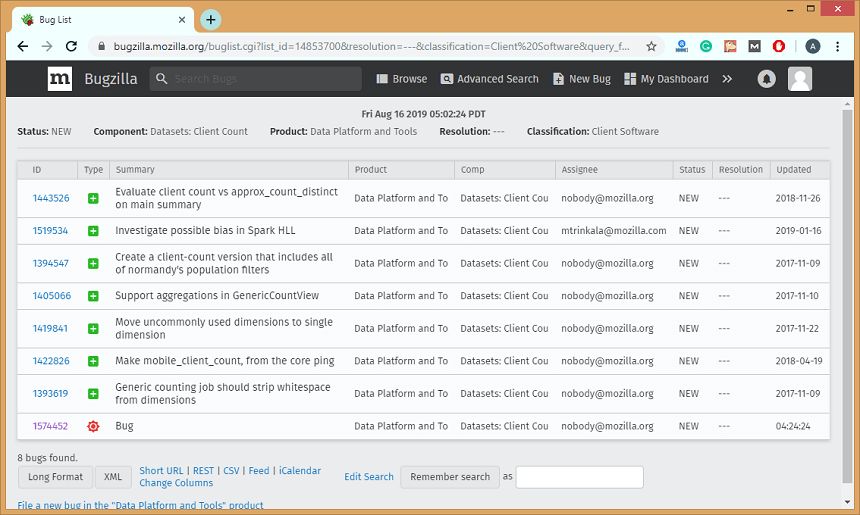 Bug List
bugzilla.mozilla.org/buglist.cgi?list_id=14853700&resolution=---&classification=Client%20Software&query_f...
A
m Bugzilla Search Bugs Browse Advanced Search New Bug My Dashboard
Fri Aug 16 2019 05:02:24 PDT
Status: NEW Component: Datasets: Client Count Product: Data Platform and Tools Resolution: --- Classification: Client Software
ID Type Summary Product Comp Assignee Status Resolution Updated
1443526 Evaluate client count vs approx_count_distinct on main summary Data Platform and To Datasets: Client Cou nobody@mozilla.org NEW --- 2018-11-26
1519534 Investigate possible bias in Spark HLL Data Platform and To Datasets: Client Cou mtrinkala@mozilla.com NEW --- 2019-01-16
1394547 Create a client-count version that includes all of normandy's population filters Data Platform and To Datasets: Client Cou nobody@mozilla.org NEW --- 2017-11-09
1405066 Support aggregations in GenericCountView Data Platform and To Datasets: Client Cou nobody@mozilla.org NEW --- 2017-11-10
1419841 Move uncommonly used dimensions to single dimension Data Platform and To Datasets: Client Cou nobody@mozilla.org NEW --- 2017-11-22
1422826 Make mobile_client_count, from the core ping Data Platform and To Datasets: Client Cou nobody@mozilla.org NEW --- 2018-04-19
1393619 Generic counting job should strip whitespace from dimensions Data Platform and To Datasets: Client Cou nobody@mozilla.org NEW --- 2017-11-09
1574452 Bug Data Platform and To Datasets: Client Cou nobody@mozilla.org NEW --- 04:24:24
8 bugs found.
Long Format XML Short URL | REST | CSV | Feed | iCalendar Edit Search Remember search as
Change Columns
File a new bug in the "Data Platform and Tools" product